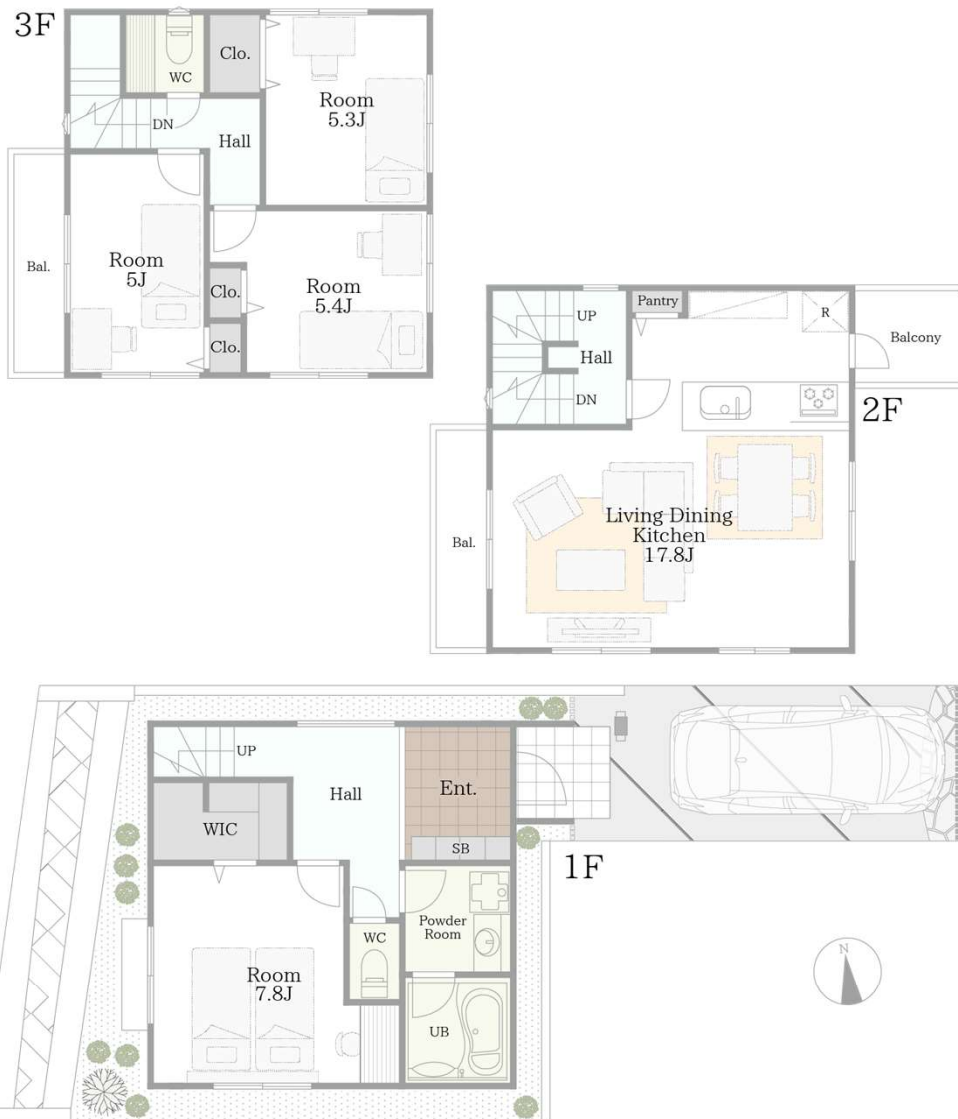 3F
Clo.
WC
Room
5.3J
DN
Hall
Bal.
Room
5J
Clo.
Room
5.4J
Clo.
Pantry
R
UP
Hall
Balcony
DN
2F
Living Dining
Kitchen
17.8J
Bal.
UP
Hall
Ent.
WIC
SB
1F
Powder
Room
WC
N
Room
7.8J
UB